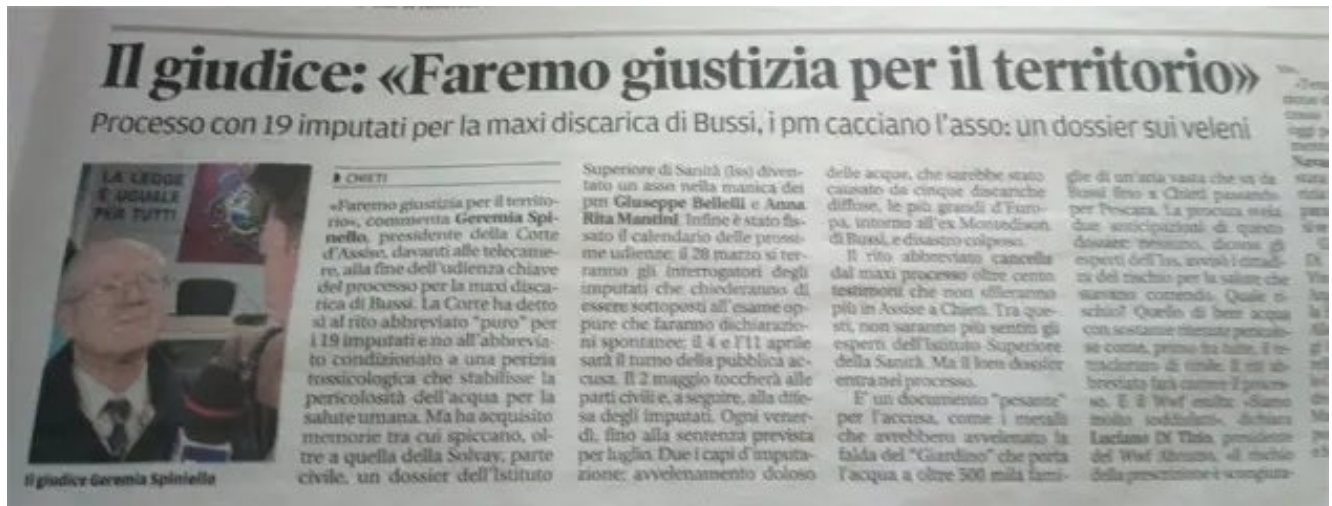 Il giudice: «Faremo giustizia per il territorio»
Processo con 19 imputati per la maxi discarica di Bussi, i pm cacciano l'asso: un dossier sui veleni
LA LEGGE
E UGUALE
PER TUTTI
Il giudice Geremia Spiniello
CHIETI
«Faremo giustizia per il territo-
rio», commenta Geremia Spi-
niello, presidente della Corte
d'Assise, davanti alle telecame-
re, alla fine dell'udienza chiave
del processo per la maxi disca-
rica di Bussi. La Corte ha detto
sì al rito abbreviato "puro" per
i 19 imputati e no all'abbrevia-
to condizionato a una perizia
tossicologica che stabilisse la
pericolosità dell'acqua per la
salute umana. Ma ha acquisito
memorie tra cui spiccano, ol-
tre a quella della Solvay, parte
civile, un dossier dell'Istituto
Superiore di Sanità (Iss) diven-
tato un asso nella manica dei
pm Giuseppe Bellelli e Anna
Rita Mantini. Infine è stato fis-
sato il calendario delle prossi-
me udienze: il 28 marzo si ter-
ranno gli interrogatori degli
imputati che chiederanno di
essere sottoposti all'esame op-
pure che faranno dichiarazio-
ni spontanee; il 4 e l'11 aprile
sarà il turno della pubblica ac-
cusa. Il 2 maggio toccherà alle
parti civili e, a seguire, alla dife-
sa degli imputati. Ogni vener-
dì, fino alla sentenza prevista
per luglio. Due i capi d'imputa-
zione: avvelenamento doloso
delle acque, che sarebbe stato
causato da cinque discariche
diffuse, le più grandi d'Euro-
pa, intorno all'ex Montedison
di Bussi, e disastro colposo.
Il rito abbreviato cancella
dal maxi processo oltre cento
testimoni che non sfileranno
più in Assise a Chieti. Tra que-
sti, non saranno più sentiti gli
esperti dell'Istituto Superiore
della Sanità. Ma il loro dossier
entra nel processo.
E' un documento "pesante"
per l'accusa, come i metalli
che avrebbero avvelenato la
falda del "Giardino" che porta
l'acqua a oltre 500 mila fami-
glie di un'area vasta che va da
Bussi fino a Chieti passando
per Pescara. La procura svela
due anticipazioni di questo
dossier: nessuno, dicono gli
esperti dell'Iss, avvisò i cittadi-
ni del rischio per la salute che
stavano correndo. Quale ri-
schio? Quello di bere acqua
con sostanze ritenute pericolo-
se come, primo fra tutte, il te-
tracloruro di
breviato farà correre il proces-
so. E il Wwf esulta: «Siamo
molto soddisfatti», dichiara
Luciano Di Tizio, presidente
del Wwf Abruzzo, «il rischio
della prescrizione è scongiura-